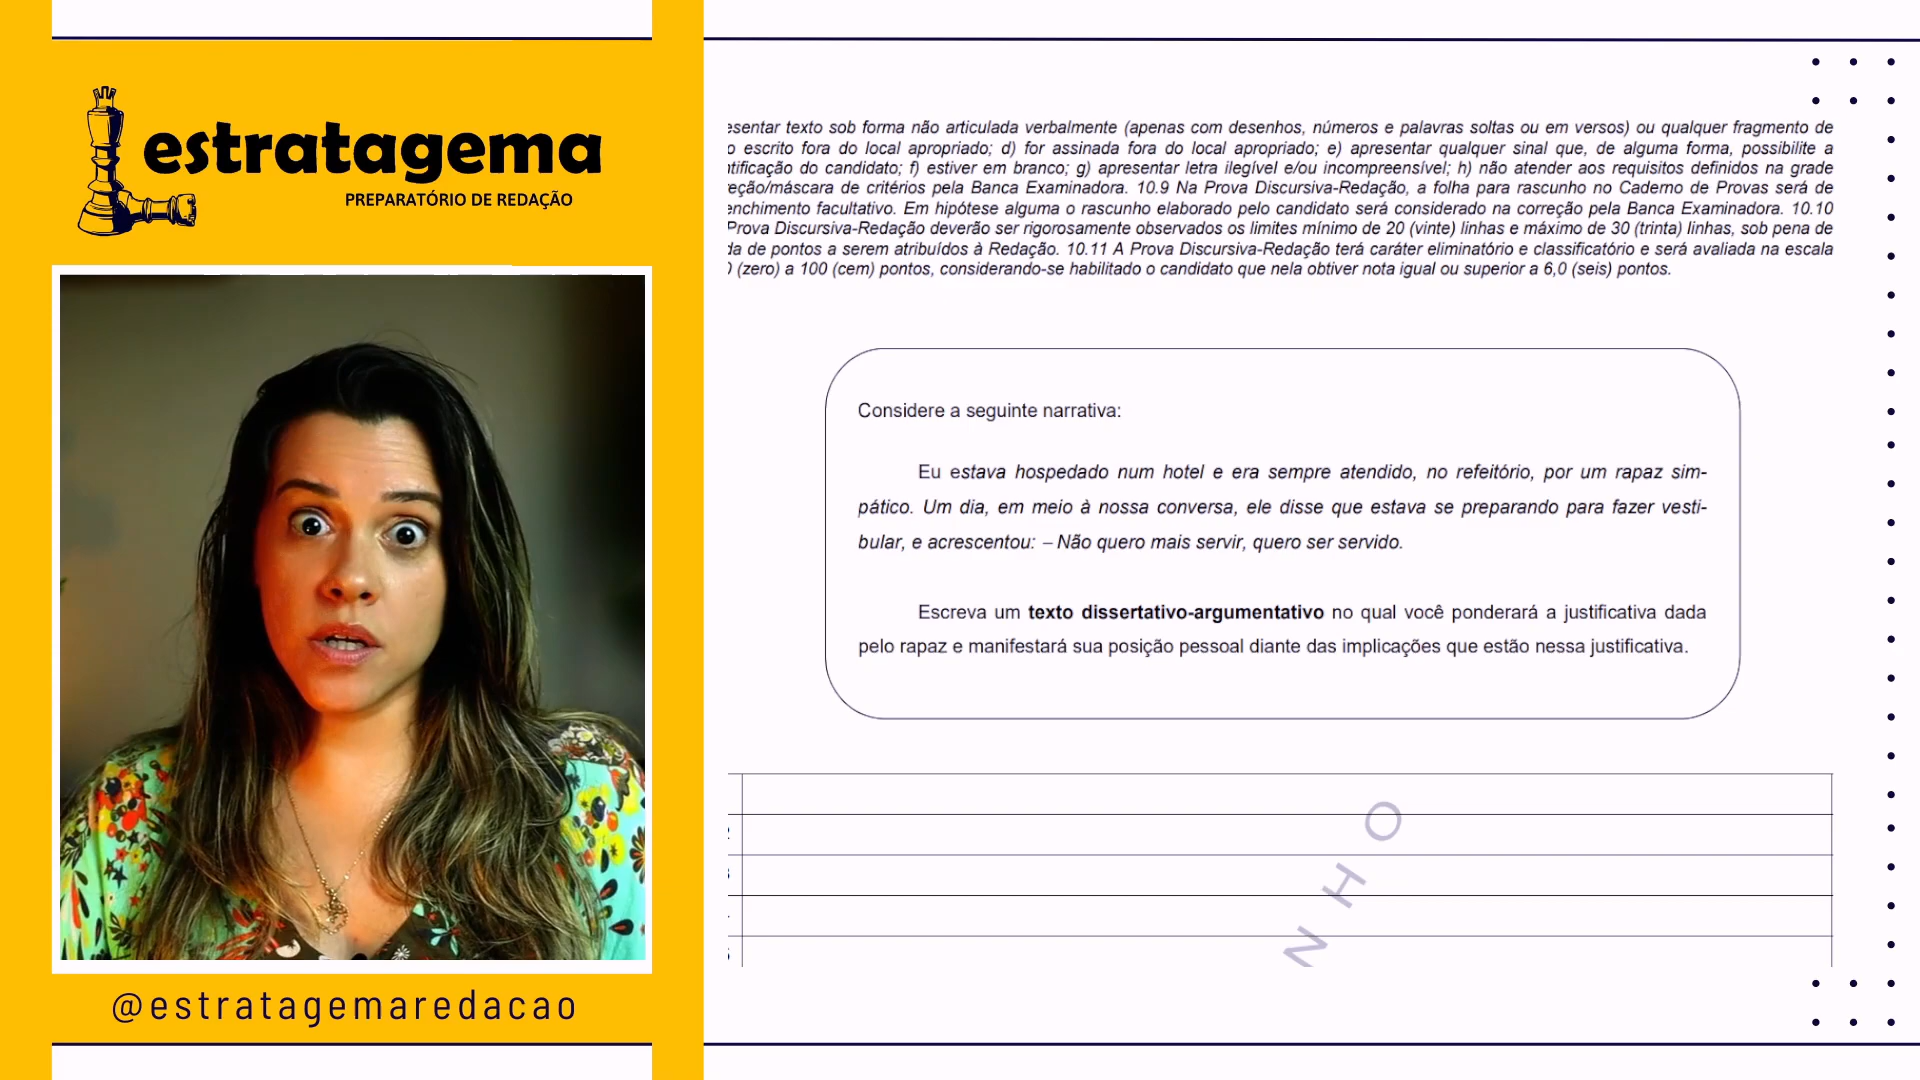 estratagema
PREPARATÓRIO DE REDAÇÃO
@estratagemaredacao
texto sob forma não articulada verbalmente (apenas com desenhos, números e palavras soltas ou em versos) ou qualquer fragmento de
escrito fora do local apropriado; d) for assinada fora do local apropriado; e) apresentar qualquer sinal que, de alguma forma, possibilite a
do candidato; f) estiver em branco; g) apresentar letra ilegível e/ou incompreensível; h) não atender aos requisitos definidos na grade
de critérios pela Banca Examinadora. 10.9 Na Prova Discursiva-Redação, a folha para rascunho no Caderno de Provas será de
facultativo. Em hipótese alguma o rascunho elaborado pelo candidato será considerado na correção pela Banca Examinadora. 10.10
Prova Discursiva-Redação deverão ser rigorosamente observados os limites mínimo de 20 (vinte) linhas e máximo de 30 (trinta) linhas, sob pena de
de pontos a serem atribuídos à Redação. 10.11 A Prova Discursiva-Redação terá caráter eliminatório e classificatório e será avaliada na escala
(zero) a 100 (cem) pontos, considerando-se habilitado o candidato que nela obtiver nota igual ou superior a 6,0 (seis) pontos.
Considere a seguinte narrativa:
Eu estava hospedado num hotel e era sempre atendido, no refeitório, por um rapaz sim-
pático. Um dia, em meio à nossa conversa, ele disse que estava se preparando para fazer vesti-
bular, e acrescentou: – Não quero mais servir, quero ser servido.
Escreva um texto dissertativo-argumentativo no qual você ponderará a justificativa dada
pelo rapaz e manifestará sua posição pessoal diante das implicações que estão nessa justificativa.
N H O